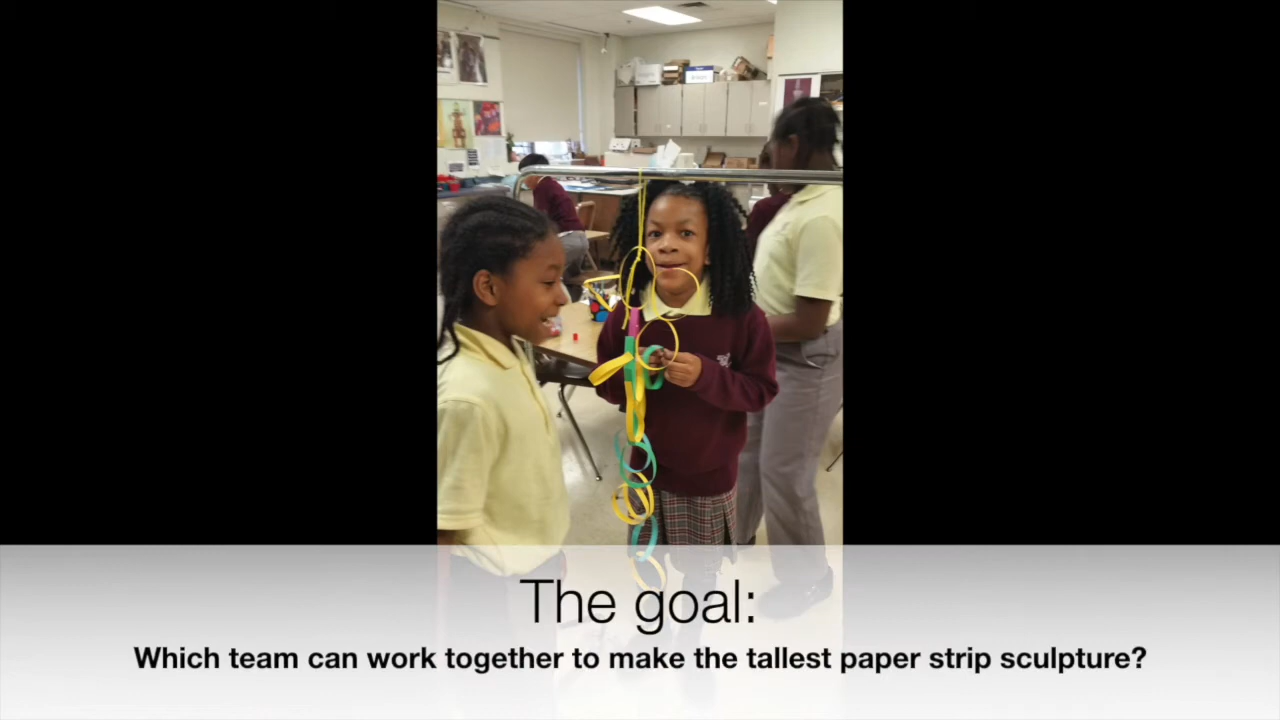 The goal:
Which team can work together to make the tallest paper strip sculpture?